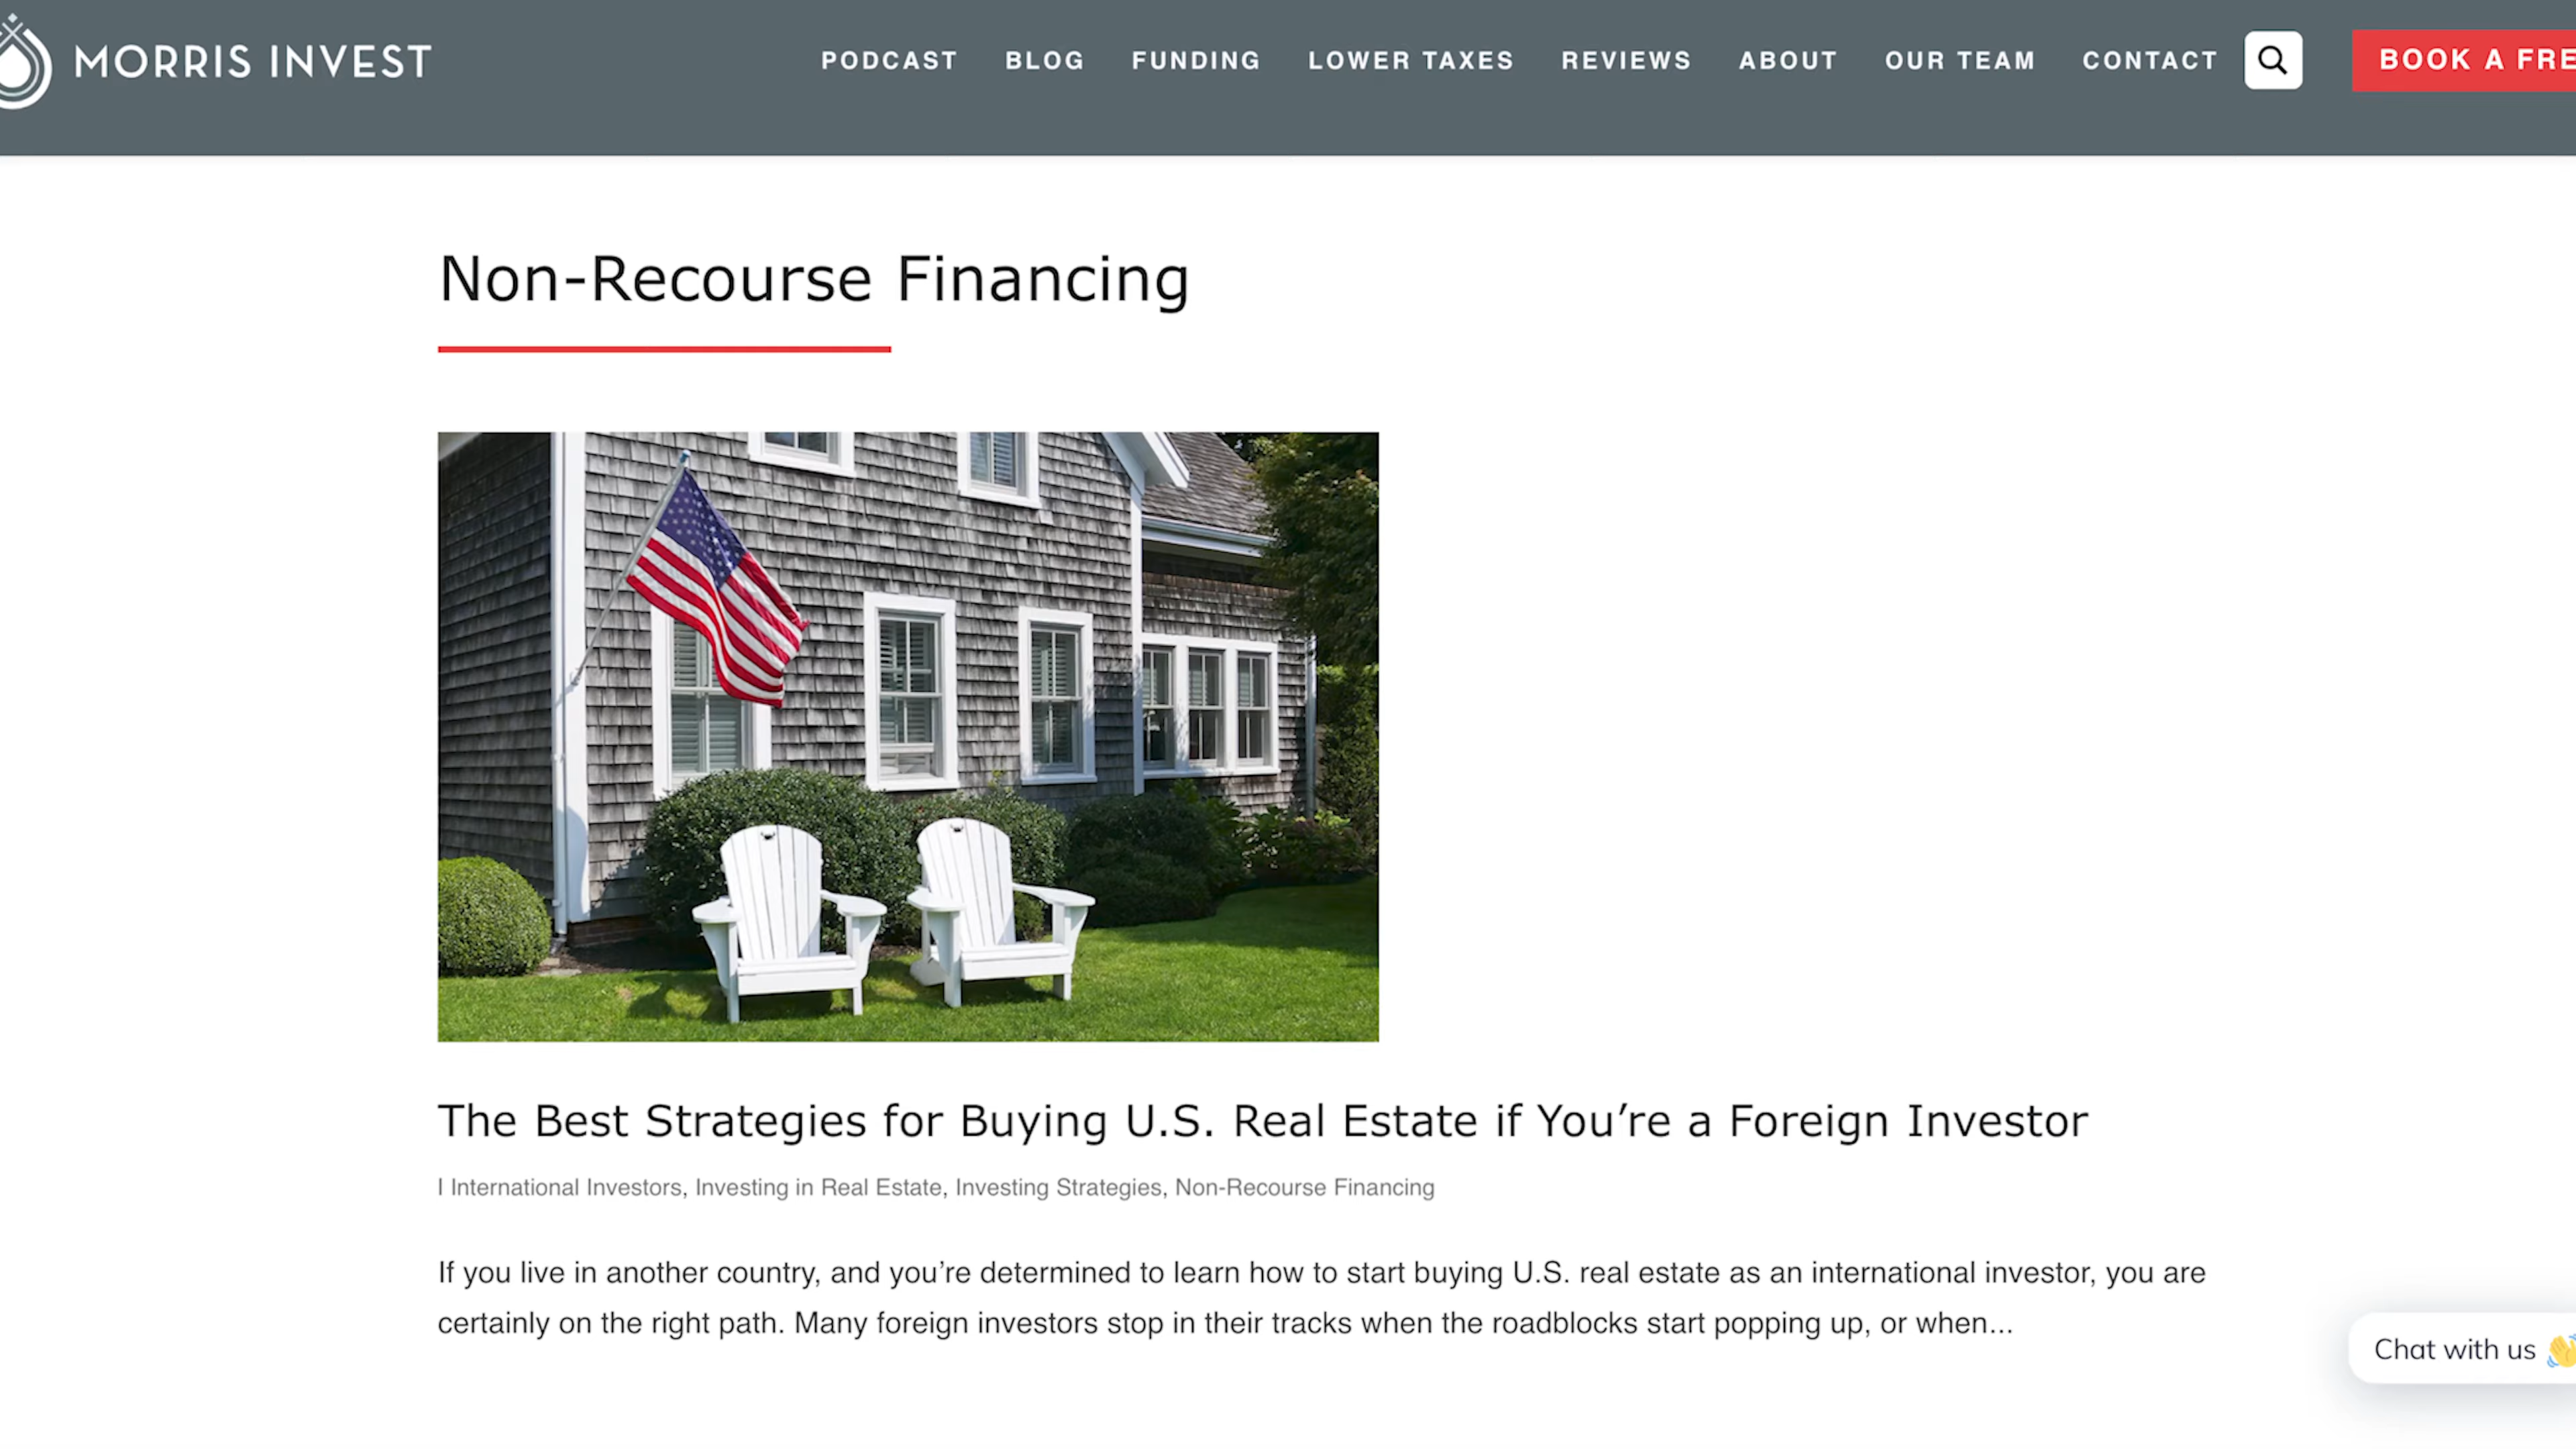 MORRIS INVEST
PODCAST BLOG FUNDING LOWER TAXES REVIEWS ABOUT OUR TEAM CONTACT BOOK A FRE
Non-Recourse Financing
The Best Strategies for Buying U.S. Real Estate if You’re a Foreign Investor
| International Investors, Investing in Real Estate, Investing Strategies, Non-Recourse Financing
If you live in another country, and you’re determined to learn how to start buying U.S. real estate as an international investor, you are
certainly on the right path. Many foreign investors stop in their tracks when the roadblocks start popping up, or when...
Chat with us